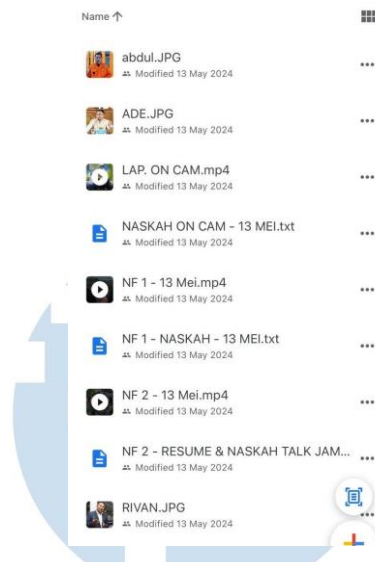 Name ↑
abdul.JPG
Modified 13 May 2024
ADE.JPG
Modified 13 May 2024
LAP. ON CAM.mp4
Modified 13 May 2024
NASKAH ON CAM - 13 MEI.txt
Modified 13 May 2024
NF 1 - 13 Mei.mp4
Modified 13 May 2024
NF 1 - NASKAH - 13 MEI.txt
Modified 13 May 2024
NF 2 - 13 Mei.mp4
Modified 13 May 2024
NF 2 - RESUME & NASKAH TALK JAM...
Modified 13 May 2024
RIVAN.JPG
Modified 13 May 2024